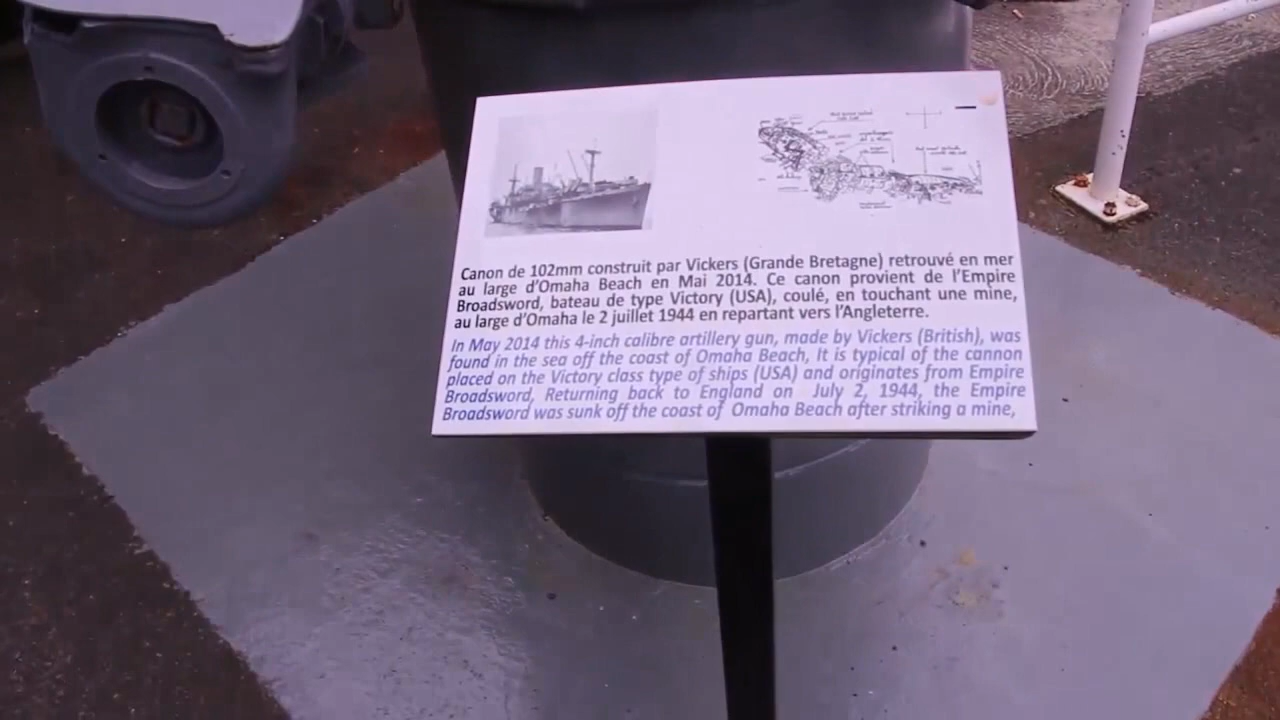 Canon de 102mm construit par Vickers (Grande Bretagne) retrouvé en mer
au large d'Omaha Beach en Mai 2014. Ce canon provient de l'Empire
Broadsword, bateau de type Victory (USA), coulé, en touchant une mine,
au large d'Omaha le 2 juillet 1944 en repartant vers l'Angleterre.
In May 2014 this 4-inch calibre artillery gun, made by Vickers (British), was
found in the sea off the coast of Omaha Beach, It is typical of the cannon
placed on the Victory class type of ships (USA) and originates from Empire
Broadsword, Returning back to England on July 2, 1944, the Empire
Broadsword was sunk off the coast of Omaha Beach after striking a mine,